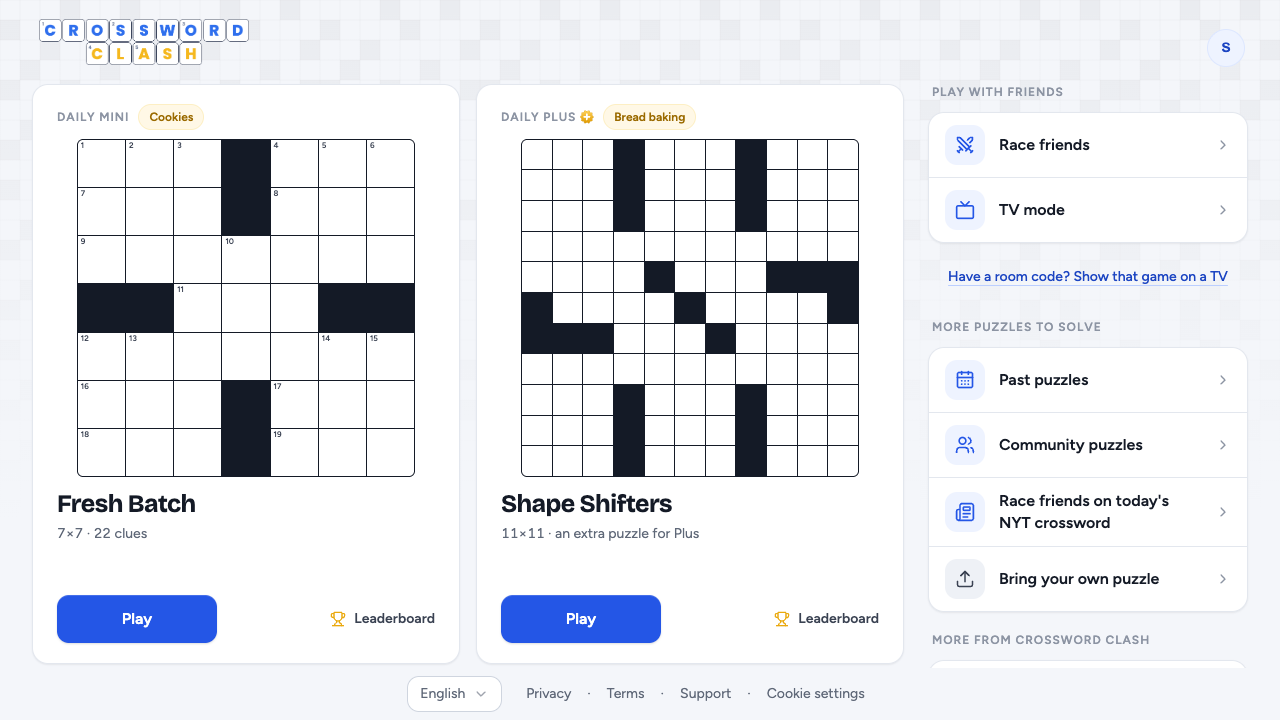 CROSSWORD
CLASH
S
DAILY MINI
Cookies
1 2 3 4 5 6
7 8
9 10
11
12 13 14 15
16 17
18 19
Fresh Batch
7×7 · 22 clues
Play
Leaderboard
DAILY PLUS
Bread baking
Shape Shifters
11×11 · an extra puzzle for Plus
Play
Leaderboard
PLAY WITH FRIENDS
Race friends
TV mode
Have a room code? Show that game on a TV
MORE PUZZLES TO SOLVE
Past puzzles
Community puzzles
Race friends on today's
NYT crossword
Bring your own puzzle
MORE FROM CROSSWORD CLASH
English
Privacy · Terms · Support · Cookie settings